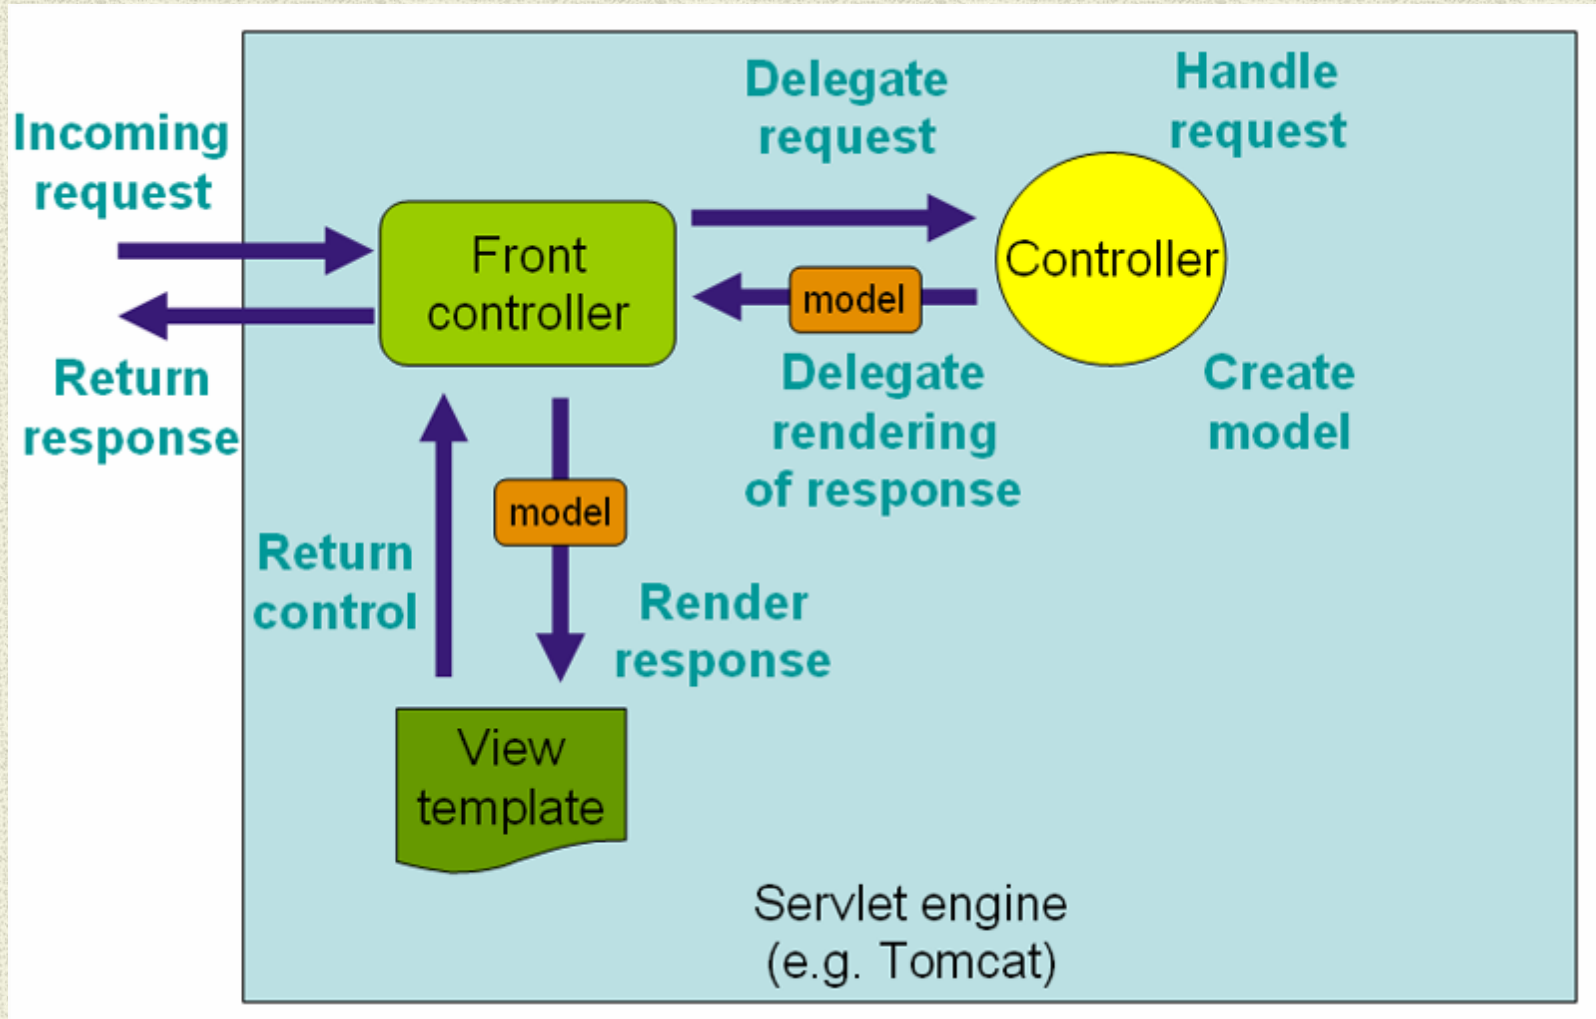 Incoming
request
Return
response
Front
controller
Delegate
request
Handle
request
Controller
model
Delegate
rendering
of response
Create
model
Return
control
model
Render
response
View
template
Servlet engine
(e.g. Tomcat)